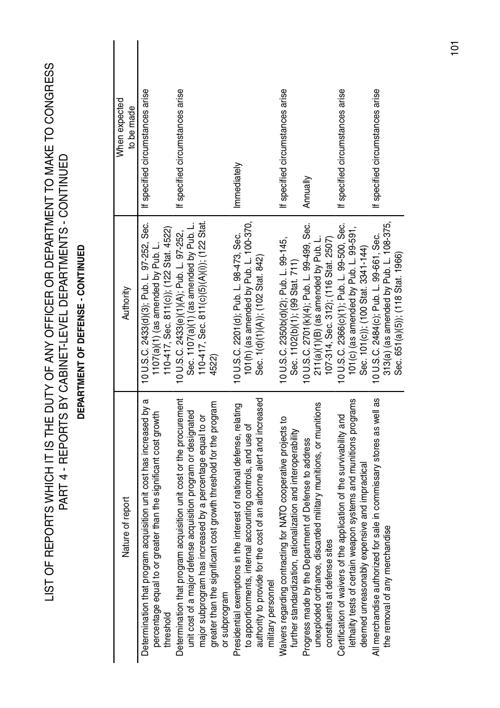 LIST OF REPORTS WHICH IT IS THE DUTY OF ANY OFFICER OR DEPARTMENT TO MAKE TO CONGRESS
PART 4 - REPORTS BY CABINET-LEVEL DEPARTMENTS - CONTINUED
DEPARTMENT OF DEFENSE - CONTINUED
Nature of report
Authority
When expected
to be made
Determination that program acquisition unit cost has increased by a
percentage equal to or greater than the significant cost growth
threshold
10 U.S.C. 2433(d)(3); Pub. L. 97-252, Sec.
1107(a)(1) (as amended by Pub. L.
110-417, Sec. 811(c)); (122 Stat. 4522)
If specified circumstances arise
Determination that program acquisition unit cost or the procurement
unit cost of a major defense acquisition program or designated
major subprogram has increased by a percentage equal to or
greater than the significant cost growth threshold for the program
or subprogram
10 U.S.C. 2433(e)(1)(A); Pub. L. 97-252,
Sec. 1107(a)(1) (as amended by Pub. L.
110-417, Sec. 811(c)(5)(A)(i)); (122 Stat.
4522)
If specified circumstances arise
Presidential exemptions in the interest of national defense, relating
to apportionments, internal accounting controls, and use of
authority to provide for the cost of an airborne alert and increased
military personnel
10 U.S.C. 2201(d); Pub. L. 98-473, Sec.
101(h) (as amended by Pub. L. 100-370,
Sec. 1(d)(1)(A)); (102 Stat. 842)
Immediately
Waivers regarding contracting for NATO cooperative projects to
further standardization, rationalization and interoperability
10 U.S.C. 2350b(d)(2); Pub. L. 99-145,
Sec. 1102(b)(1); (99 Stat. 711)
If specified circumstances arise
Progress made by the Department of Defense to address
unexploded ordnance, discarded military munitions, or munitions
constituents at defense sites
10 U.S.C. 2701(k)(4); Pub. L. 99-499, Sec.
211(a)(1)(B) (as amended by Pub. L.
107-314, Sec. 312); (116 Stat. 2507)
Annually
Certification of waivers of the application of the survivability and
lethality tests of certain weapon systems and munitions programs
deemed unreasonably expensive and impractical
10 U.S.C. 2366(c)(1); Pub. L. 99-500, Sec.
101(c) (as amended by Pub. L. 99-591,
Sec. 101(c)); (100 Stat. 3341-144)
If specified circumstances arise
All merchandise authorized for sale in commissary stores as well as
the removal of any merchandise
10 U.S.C. 2484(c); Pub. L. 99-661, Sec.
313(a) (as amended by Pub. L. 108-375,
Sec. 651(a)(5)); (118 Stat. 1966)
If specified circumstances arise
101